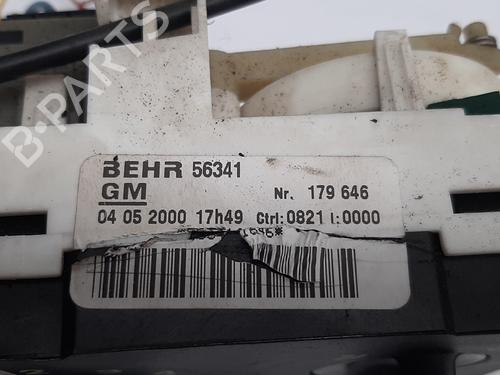 B-PARTS
BEHR 56341
GM Nr. 179 646
04 05 2000 17h49 Ctrl:0821 I:0000